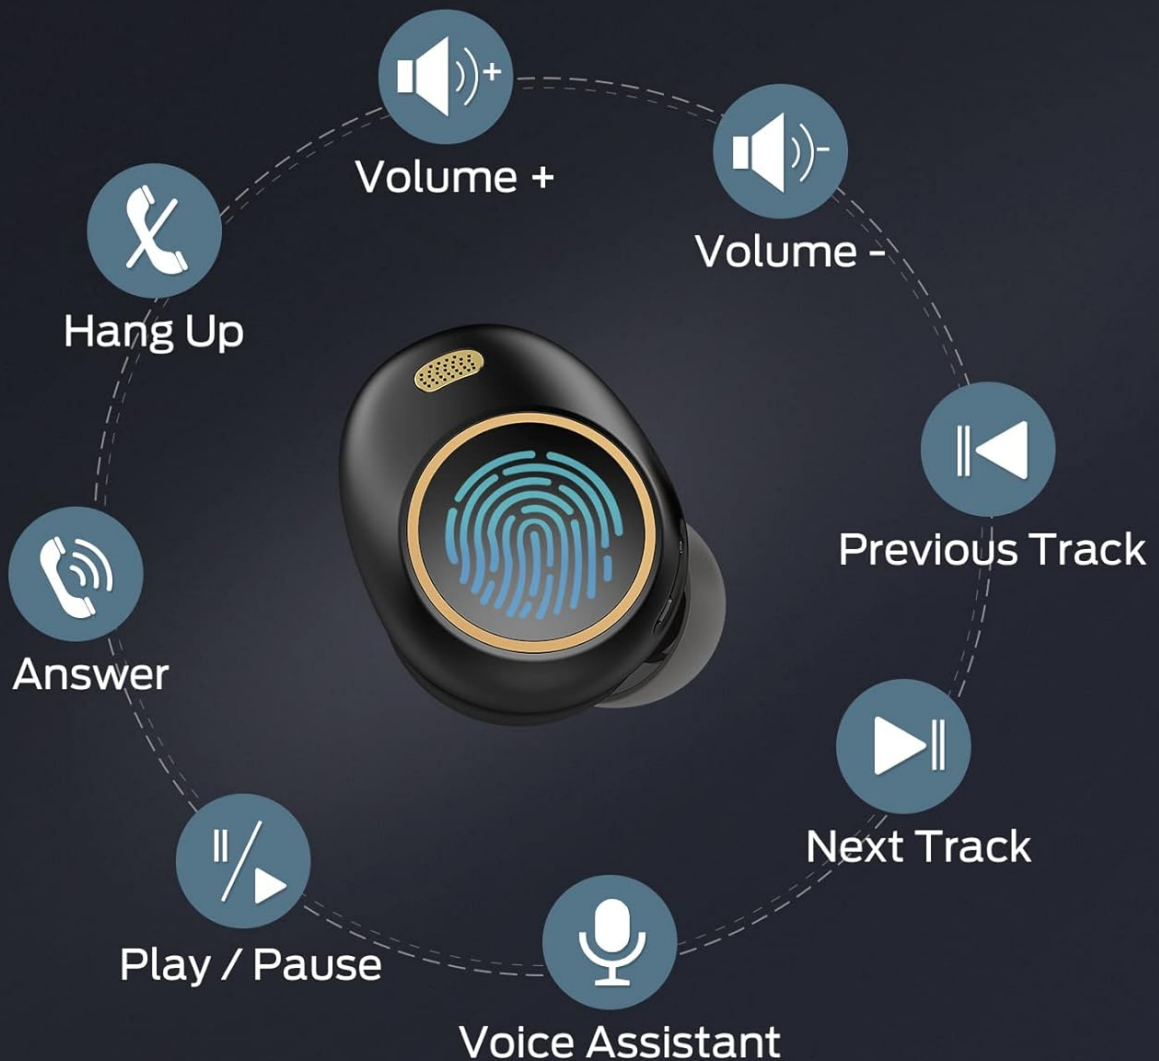 Volume +
Volume -
Hang Up
Previous Track
Answer
Next Track
Play / Pause
Voice Assistant